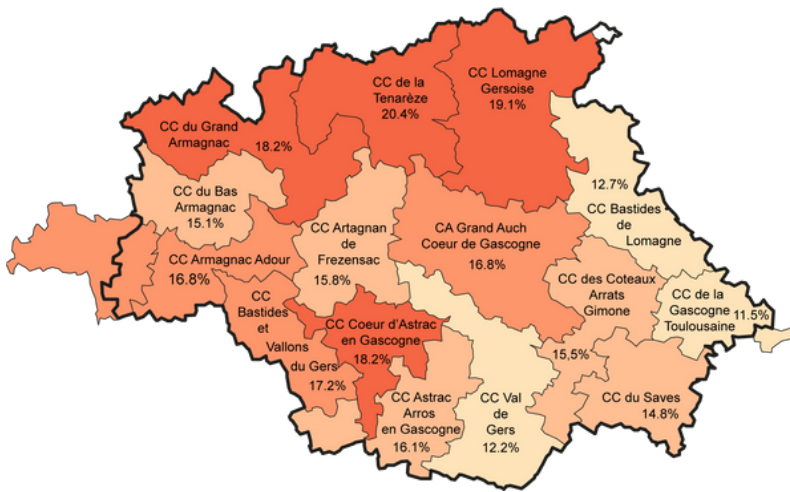 CC Lomagne
Gersoise
19.1%
CC de la
Tenarèze
20.4%
CC du Grand
Armagnac
18.2%
12.7%
CC Bastides
de
Lomagne
CC du Bas
Armagnac
15.1%
CC Artagnan
de
Frezensac
15.8%
CA Grand Auch
Coeur de Gascogne
16.8%
CC Armagnac Adour
16.8%
CC des Coteaux
Arrats
Gimone
15,5%
CC de la
Gascogne
Toulousaine
11.5%
CC
Bastides
et
Vallons
du Gers
17.2%
CC Coeur d'Astrac
en Gascogne
18.2%
CC Astrac
Arros
en Gascogne
16.1%
CC Val
de
Gers
12.2%
CC du Saves
14.8%